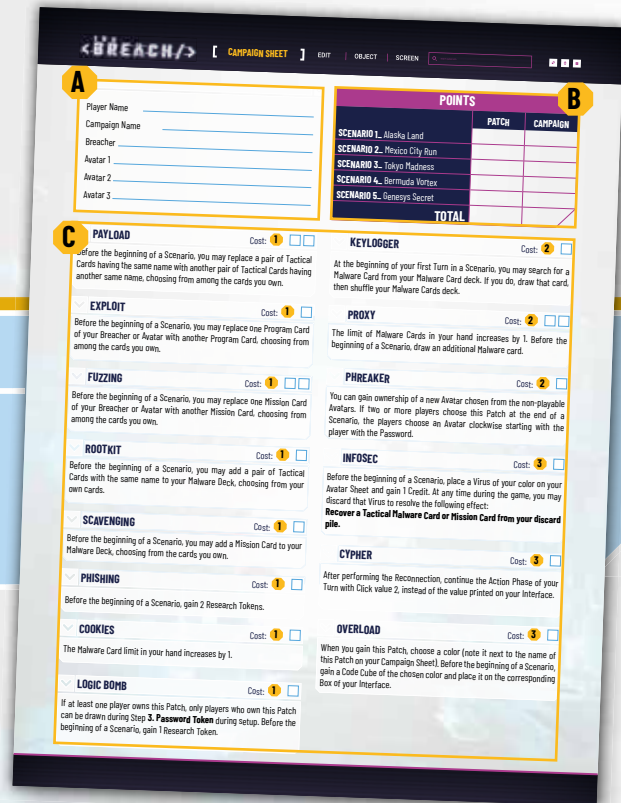 THE
<BREACH/>
[ CAMPAIGN SHEET ] EDIT | OBJECT | SCREEN
A
Player Name
Campaign Name
Breacher
Avatar 1
Avatar 2
Avatar 3
B
POINTS
PATCH CAMPAIGN
SCENARIO 1_ Alaska Land
SCENARIO 2_ Mexico City Run
SCENARIO 3_ Tokyo Madness
SCENARIO 4_ Bermuda Vortex
SCENARIO 5_ Genesys Secret
TOTAL
C
PAYLOAD Cost: 1
Before the beginning of a Scenario, you may replace a pair of Tactical
Cards having the same name with another pair of Tactical Cards having
another same name, choosing from among the cards you own.
EXPLOIT Cost: 1
Before the beginning of a Scenario, you may replace one Program Card
of your Breacher or Avatar with another Program Card, choosing from
among the cards you own.
FUZZING Cost: 1
Before the beginning of a Scenario, you may replace one Mission Card
of your Breacher or Avatar with another Mission Card, choosing from
among the cards you own.
ROOTKIT Cost: 1
Before the beginning of a Scenario, you may add a pair of Tactical
Cards with the same name to your Malware Deck, choosing from your
own cards.
SCAVENGING Cost: 1
Before the beginning of a Scenario, you may add a Mission Card to your
Malware Deck, choosing from the cards you own.
PHISHING Cost: 1
Before the beginning of a Scenario, gain 2 Research Tokens.
COOKIES Cost: 1
The Malware Card limit in your hand increases by 1.
LOGIC BOMB Cost: 1
If at least one player owns this Patch, only players who own this Patch
can be drawn during Step 3. Password Token during setup. Before the
beginning of a Scenario, gain 1 Research Token.
KEYLOGGER Cost: 2
At the beginning of your first Turn in a Scenario, you may search for a
Malware Card from your Malware Card deck. If you do, draw that card,
then shuffle your Malware Cards deck.
PROXY Cost: 2
The limit of Malware Cards in your hand increases by 1. Before the
beginning of a Scenario, draw an additional Malware card.
PHREAKER Cost: 2
You can gain ownership of a new Avatar chosen from the non-playable
Avatars. If two or more players choose this Patch at the end of a
Scenario, the players choose an Avatar clockwise starting with the
player with the Password.
INFOSEC Cost: 3
Before the beginning of a Scenario, place a Virus of your color on your
Avatar Sheet and gain 1 Credit. At any time during the game, you may
discard that Virus to resolve the following effect:
Recover a Tactical Malware Card or Mission Card from your discard
pile.
CYPHER Cost: 3
After performing the Reconnection, continue the Action Phase of your
Turn with Click value 2, instead of the value printed on your Interface.
OVERLOAD Cost: 3
When you gain this Patch, choose a color (note it next to the name of
this Patch on your Campaign Sheet). Before the beginning of a Scenario,
gain a Code Cube of the chosen color and place it on the corresponding
Box of your Interface.